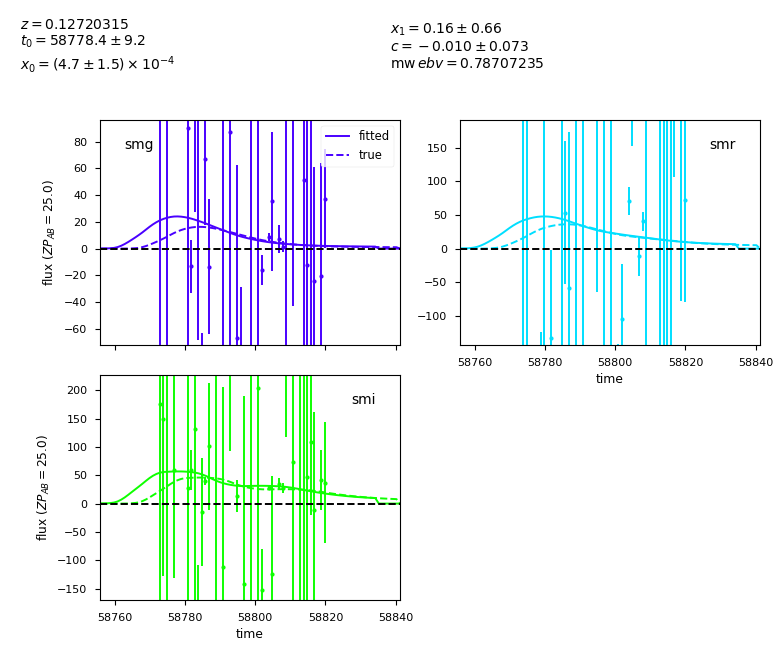 z = 0.12720315
t₀ = 58778.4 ± 9.2
x₀ = (4.7 ± 1.5) × 10⁻⁴
x₁ = 0.16 ± 0.66
c = −0.010 ± 0.073
mw ebv = 0.78707235
smg
fitted
true
80
60
40
20
0
−20
−40
−60
flux (ZP_AB = 25.0)
smr
150
100
50
0
−50
−100
58760 58780 58800 58820 58840
time
smi
200
150
100
50
0
−50
−100
−150
flux (ZP_AB = 25.0)
58760 58780 58800 58820 58840
time